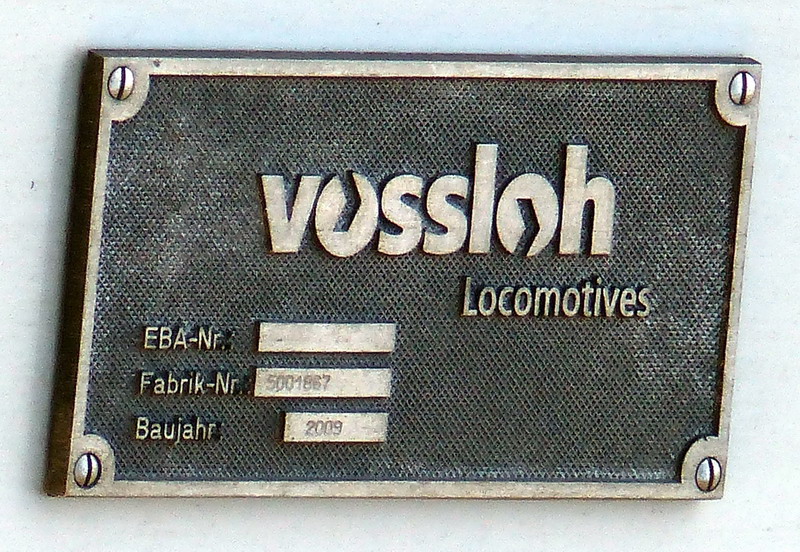 vossloh
Locomotives
EBA-Nr.:
Fabrik-Nr.: 5001867
Baujahr: 2009